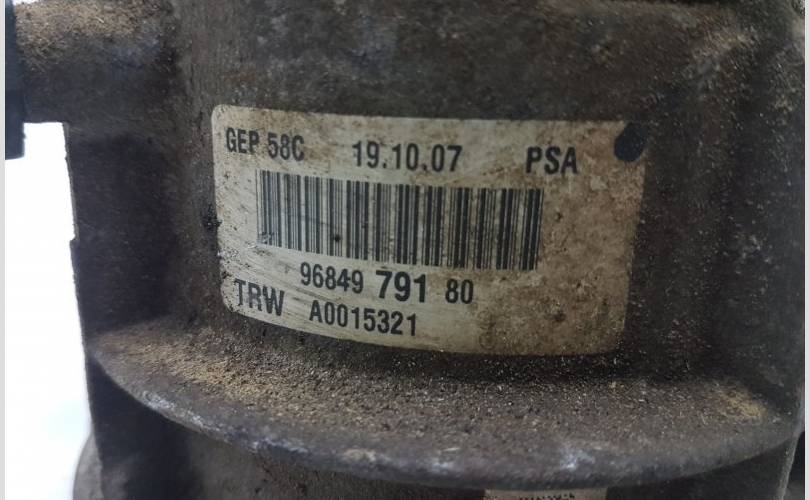 GEP 58C 19.10.07 PSA
96849 791 80
TRW A0015321